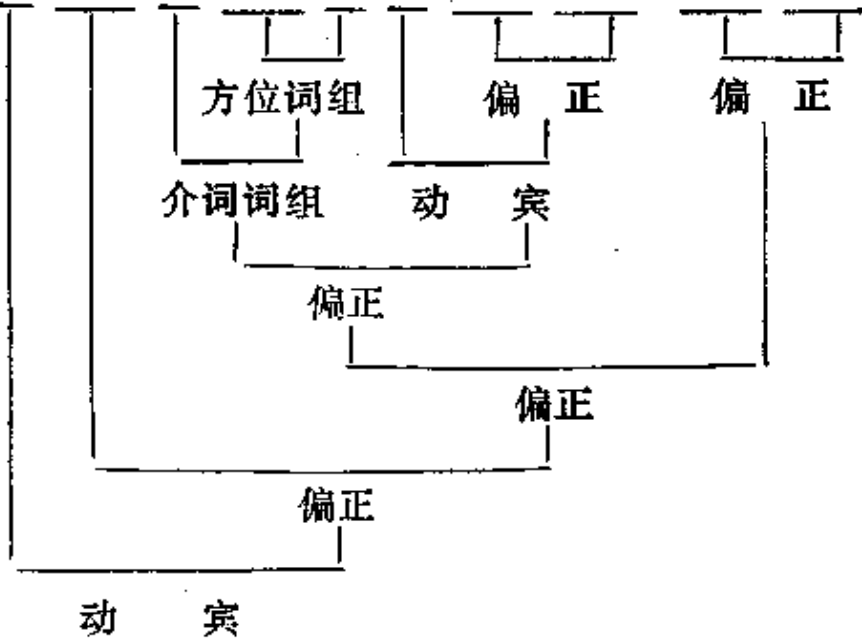 方位词组 偏 正 偏 正
介词词组 动 宾
偏正
偏正
偏正
动 宾